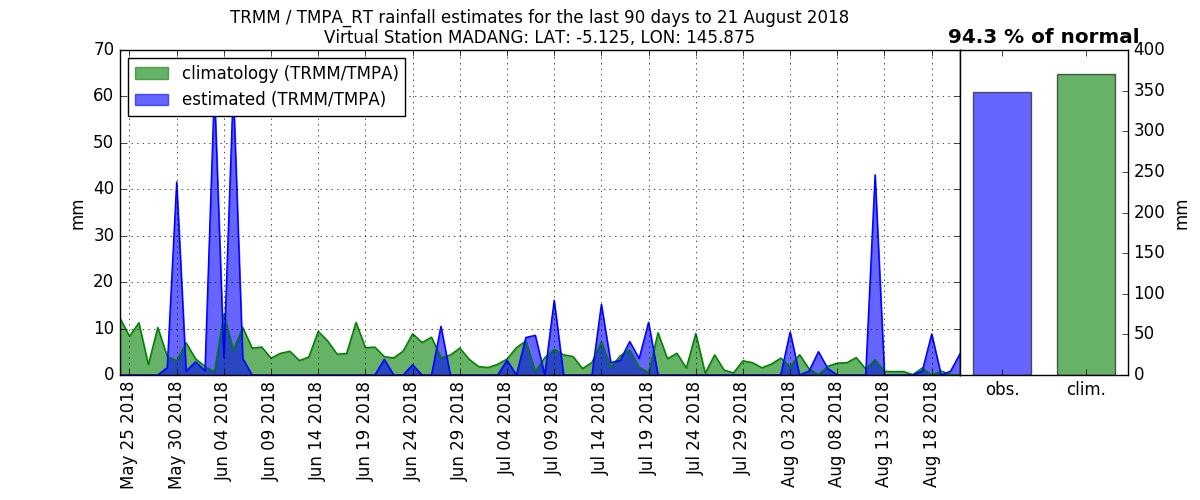 TRMM / TMPA_RT rainfall estimates for the last 90 days to 21 August 2018
Virtual Station MADANG: LAT: -5.125, LON: 145.875
94.3 % of normal
climatology (TRMM/TMPA)
estimated (TRMM/TMPA)
70
60
50
40
30
20
10
0
mm
400
350
300
250
200
150
100
50
0
mm
May 25 2018
May 30 2018
Jun 04 2018
Jun 09 2018
Jun 14 2018
Jun 19 2018
Jun 24 2018
Jun 29 2018
Jul 04 2018
Jul 09 2018
Jul 14 2018
Jul 19 2018
Jul 24 2018
Jul 29 2018
Aug 03 2018
Aug 08 2018
Aug 13 2018
Aug 18 2018
obs.
clim.